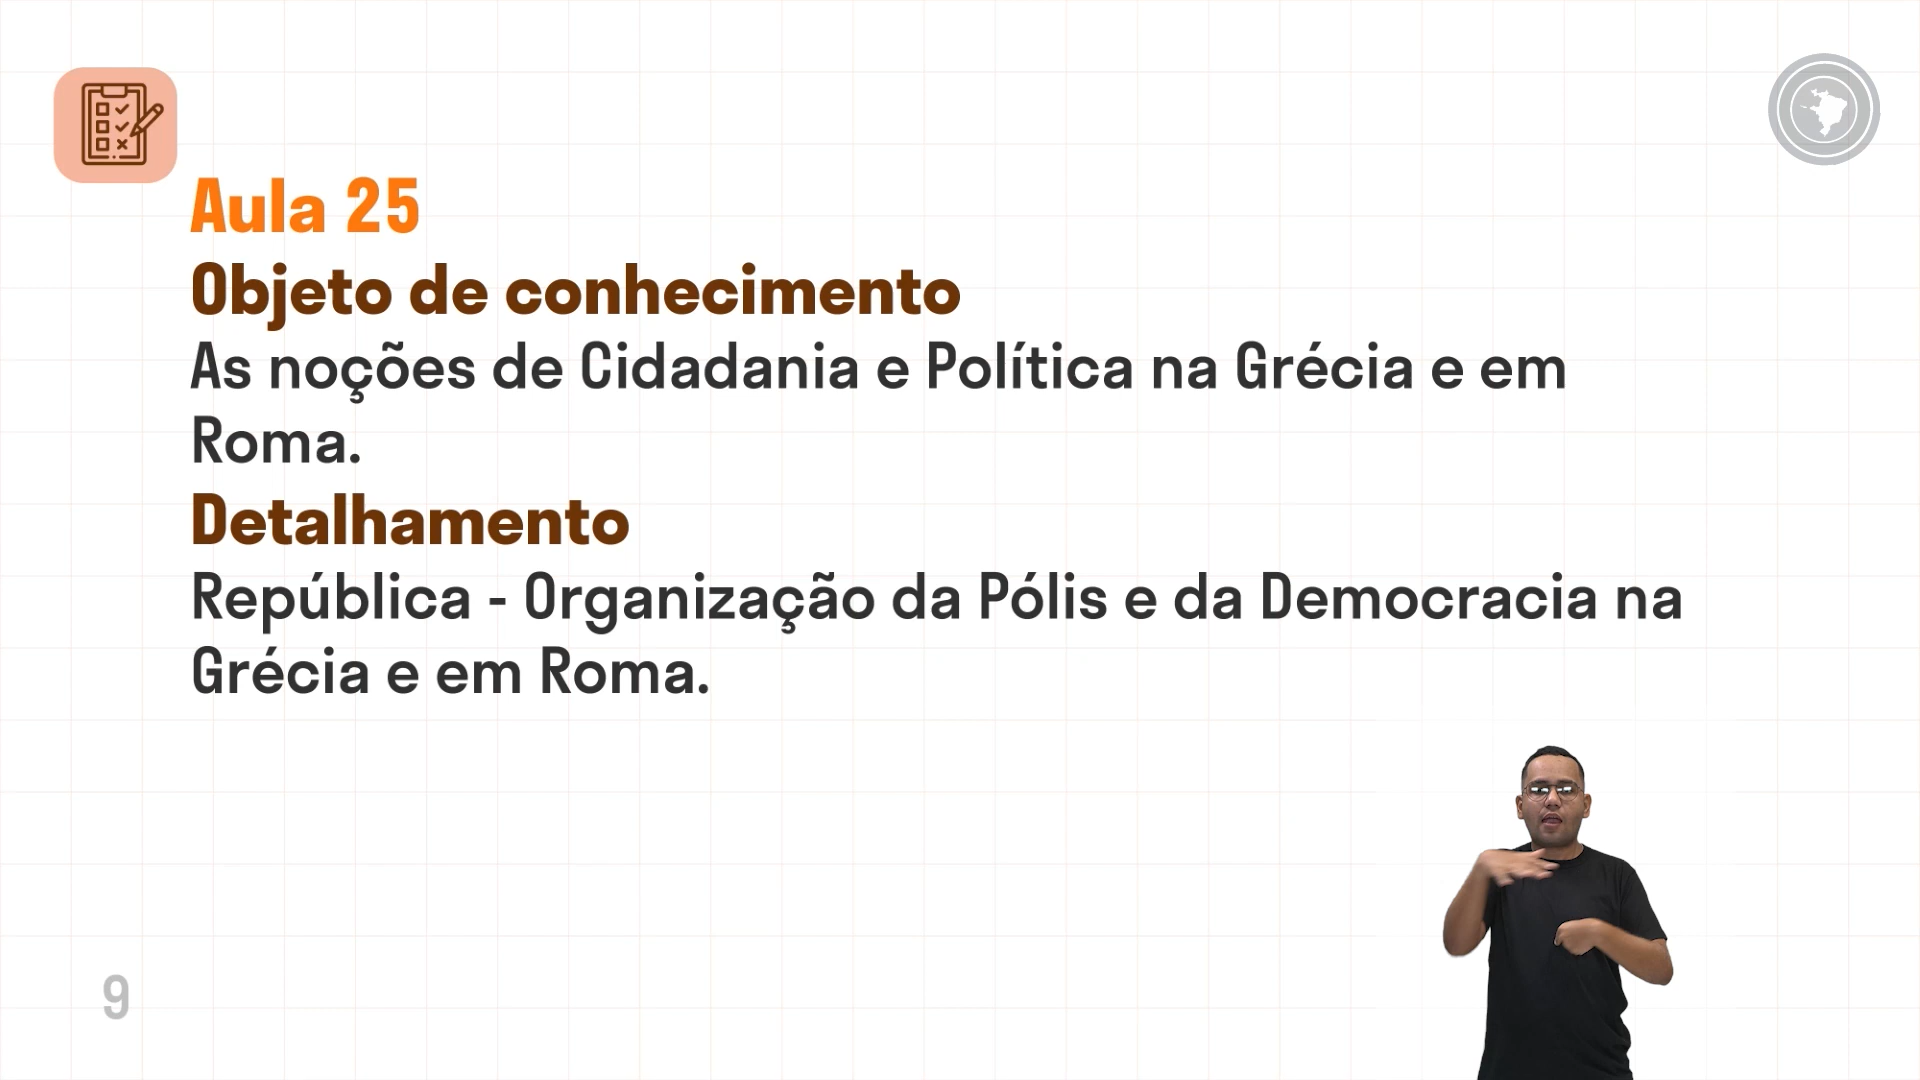 Aula 25
Objeto de conhecimento
As noções de Cidadania e Política na Grécia e em
Roma.
Detalhamento
República - Organização da Pólis e da Democracia na
Grécia e em Roma.
9